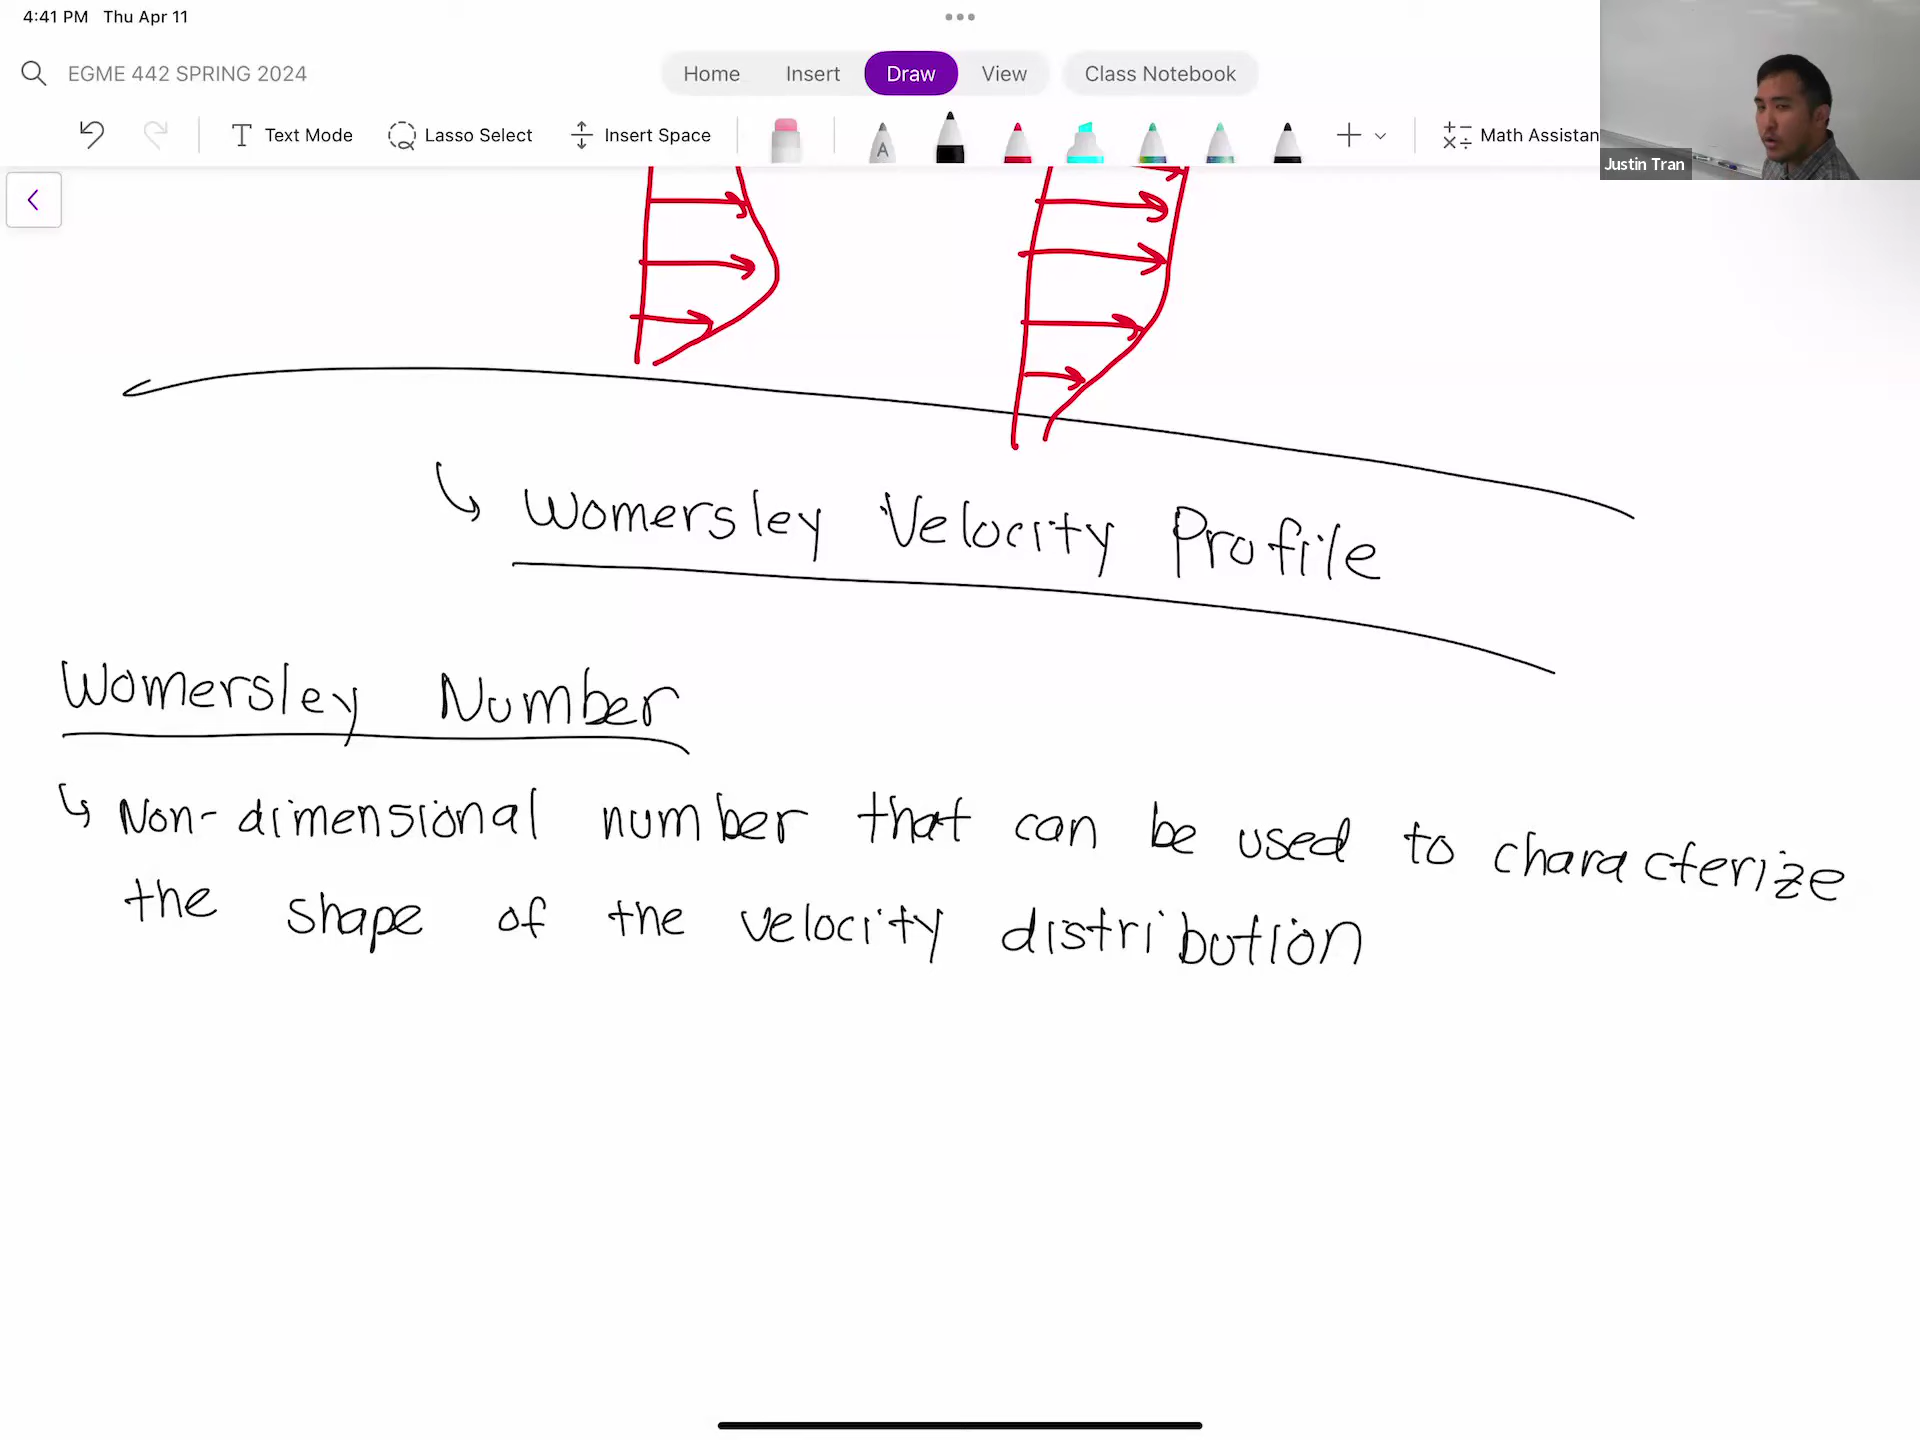 4:41 PM Thu Apr 11
EGME 442 SPRING 2024
Home Insert Draw View Class Notebook
Text Mode Lasso Select Insert Space A Math Assistan
Justin Tran
Womersley Velocity Profile
Womersley Number
Non-dimensional number that can be used to characterize
the shape of the velocity distribution